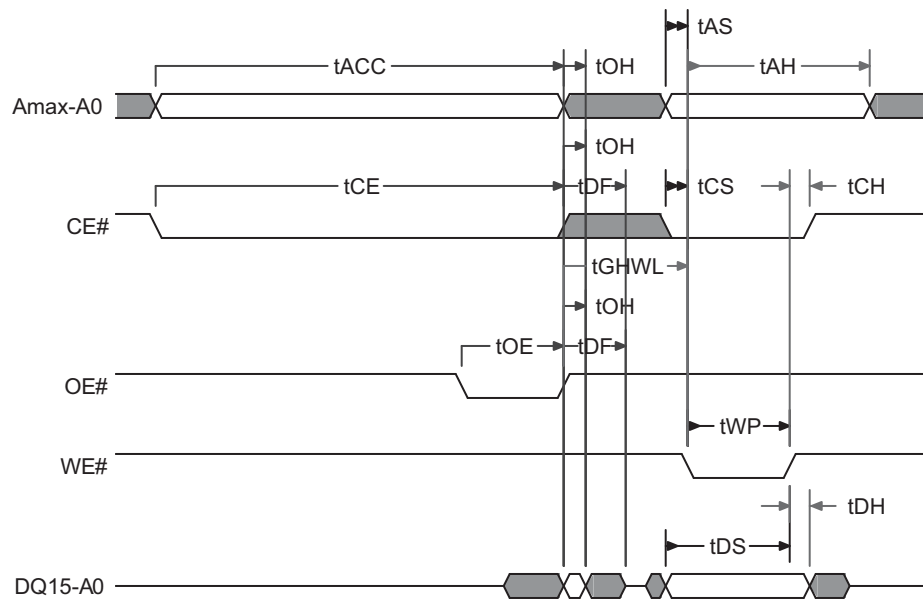 tAS
tACC tOH tAH
Amax-A0
tOH
tCE tDF tCS tCH
CE#
tGHWL
tOH
tOE tDF
OE#
tWP
WE#
tDH
tDS
DQ15-A0